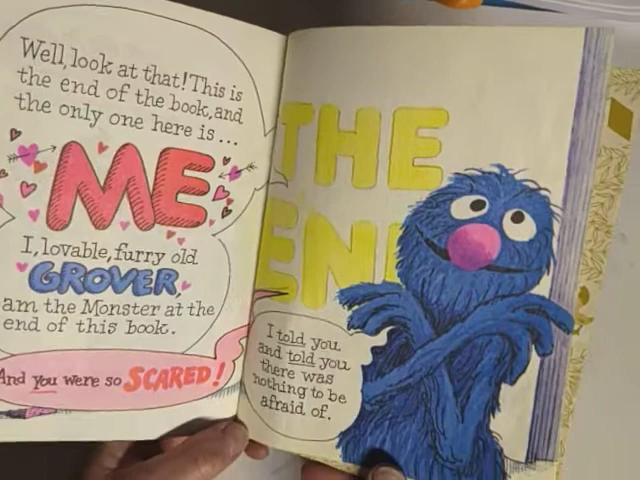 Well, look at that! This is
the end of the book, and
the only one here is ...
ME
I, lovable, furry old
GROVER,
am the Monster at the
end of this book.
And you were so SCARED!
THE
EN
I told you
and told you
there was
nothing to be
afraid of.